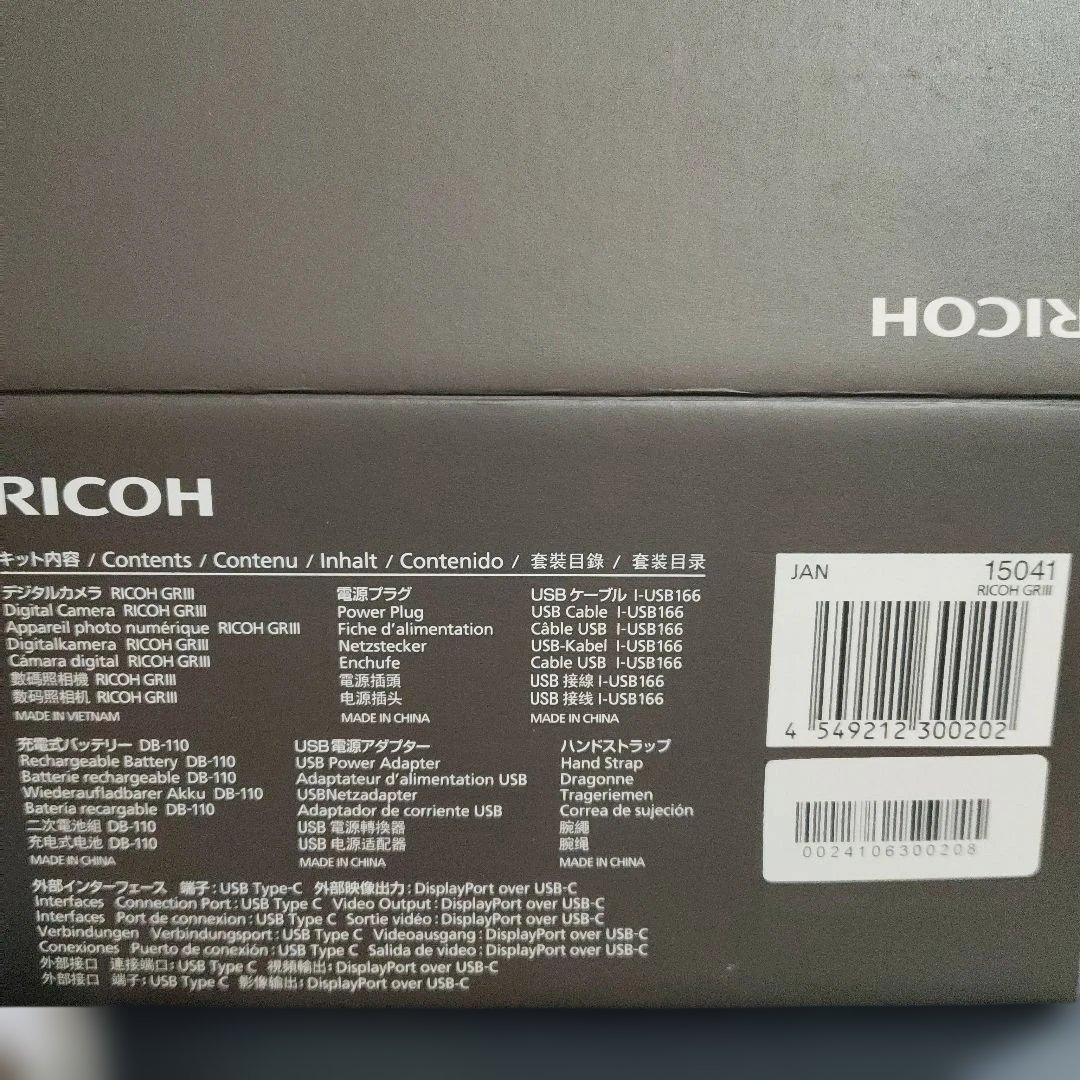 RICOH
RICOH
キット内容 / Contents / Contenu / Inhalt / Contenido / 套裝目錄 / 套装目录
デジタルカメラ RICOH GRIII
Digital Camera RICOH GRIII
Appareil photo numérique RICOH GRIII
Digitalkamera RICOH GRIII
Cámara digital RICOH GRIII
數碼照相機 RICOH GRIII
数码照相机 RICOH GRIII
MADE IN VIETNAM
電源プラグ
Power Plug
Fiche d'alimentation
Netzstecker
Enchufe
電源插頭
电源插头
MADE IN CHINA
USBケーブル I-USB166
USB Cable I-USB166
Câble USB I-USB166
USB-Kabel I-USB166
Cable USB I-USB166
USB 接線 I-USB166
USB 接线 I-USB166
MADE IN CHINA
充電式バッテリー DB-110
Rechargeable Battery DB-110
Batterie rechargeable DB-110
Wiederaufladbarer Akku DB-110
Batería recargable DB-110
二次電池組 DB-110
充电式电池 DB-110
MADE IN CHINA
USB電源アダプター
USB Power Adapter
Adaptateur d'alimentation USB
USBNetzadapter
Adaptador de corriente USB
USB 電源轉換器
USB 电源适配器
MADE IN CHINA
ハンドストラップ
Hand Strap
Dragonne
Trageriemen
Correa de sujeción
腕繩
腕绳
MADE IN CHINA
外部インターフェース 端子：USB Type-C 外部映像出力：DisplayPort over USB-C
Interfaces Connection Port : USB Type C Video Output : DisplayPort over USB-C
Interfaces Port de connexion : USB Type C Sortie vidéo : DisplayPort over USB-C
Verbindungen Verbindungsport : USB Type C Videoausgang : DisplayPort over USB-C
Conexiones Puerto de conexión : USB Type C Salida de video : DisplayPort over USB-C
外部接口 連接端口：USB Type C 視頻輸出：DisplayPort over USB-C
外部接口 端子：USB Type C 影像输出：DisplayPort over USB-C
JAN 15041
RICOH GRIII
4 549212 300202
0024106300208